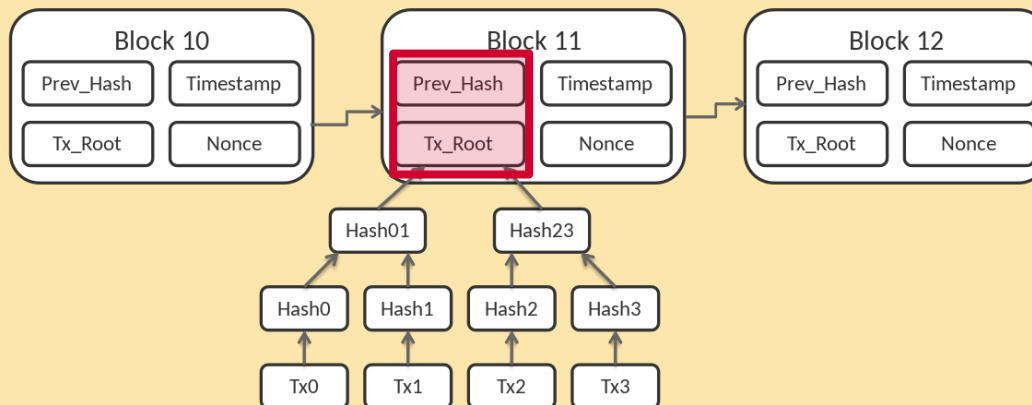 Block 10
Block 11
Block 12
Prev_Hash
Timestamp
Prev_Hash
Timestamp
Prev_Hash
Timestamp
Tx_Root
Nonce
Tx_Root
Nonce
Tx_Root
Nonce
Hash01
Hash23
Hash0
Hash1
Hash2
Hash3
Tx0
Tx1
Tx2
Tx3